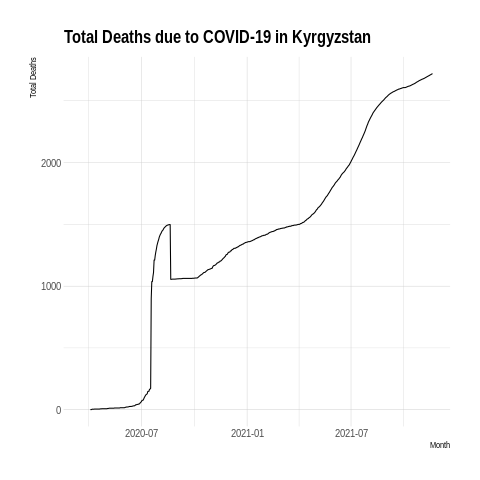 Total Deaths due to COVID-19 in Kyrgyzstan
Total Deaths
2000
1000
0
2020-07 2021-01 2021-07
Month